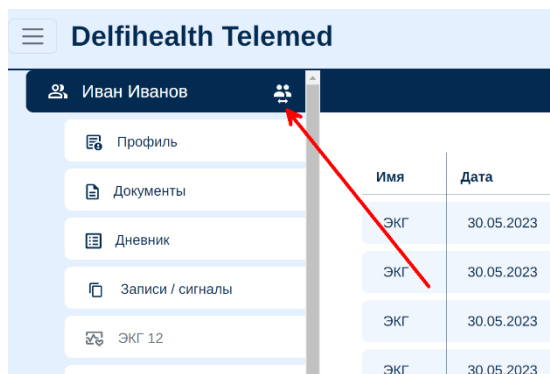 Delfihealth Telemed
Иван Иванов
Профиль
Документы
Дневник
Записи / сигналы
ЭКГ 12
Имя Дата
ЭКГ 30.05.2023
ЭКГ 30.05.2023
ЭКГ 30.05.2023
ЭКГ 30.05.2023